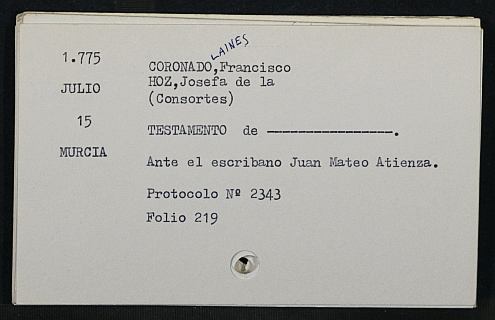 1.775
JULIO
15
MURCIA
LAINES
CORONADO,Francisco
HOZ,Josefa de la
(Consortes)
TESTAMENTO de ----------------.
Ante el escribano Juan Mateo Atienza.
Protocolo Nº 2343
Folio 219